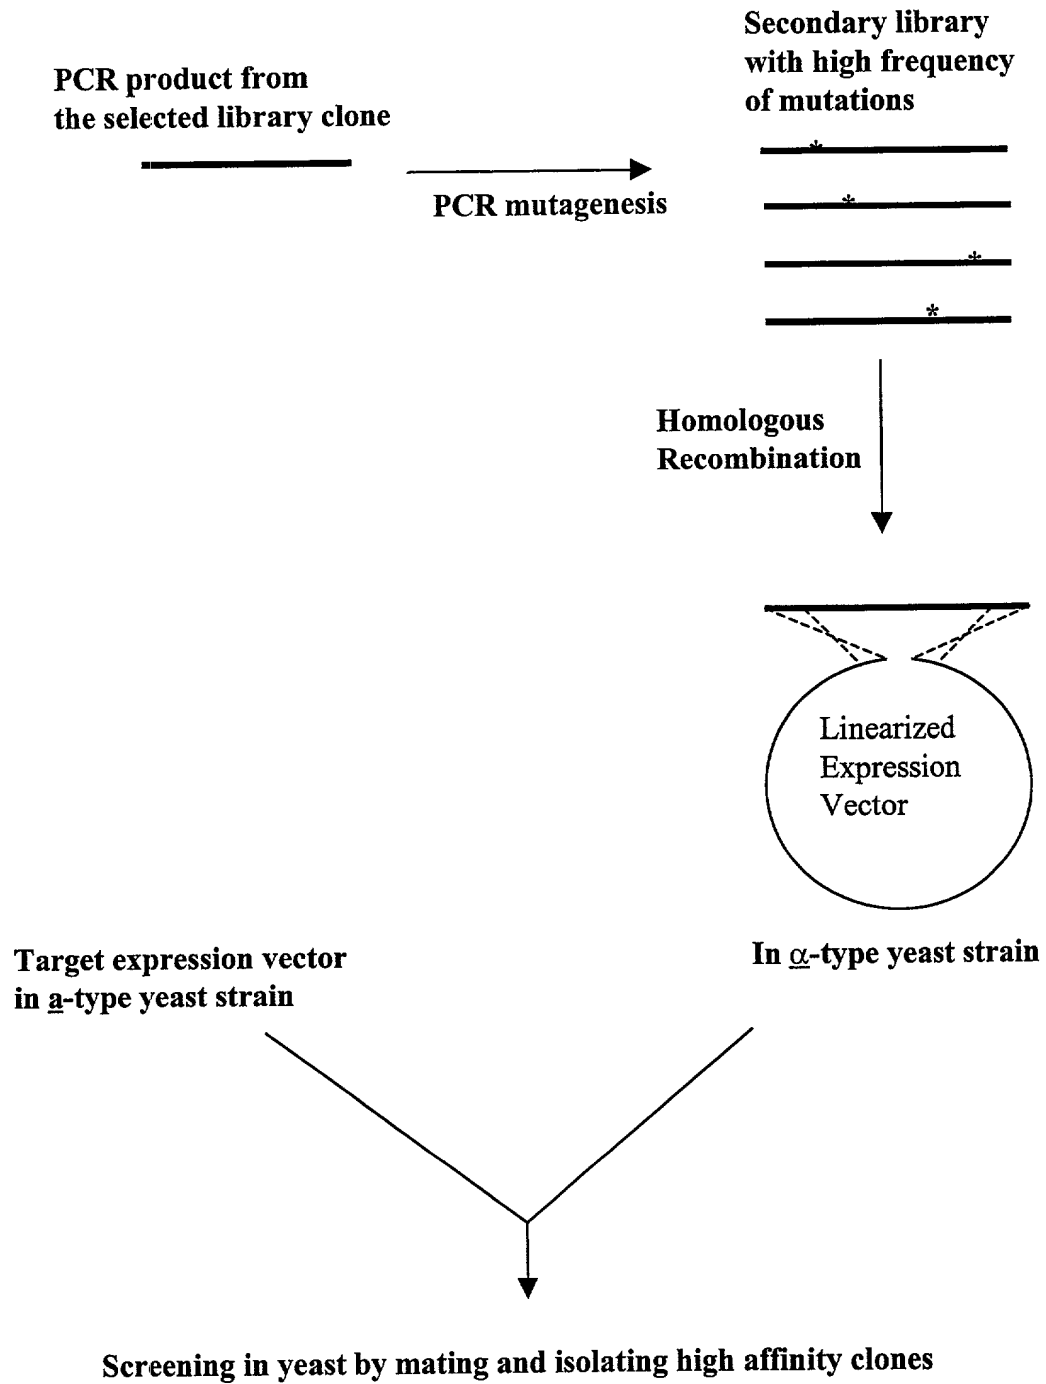 PCR product from
the selected library clone
PCR mutagenesis
Secondary library
with high frequency
of mutations
*
*
*
*
Homologous
Recombination
Linearized
Expression
Vector
In α-type yeast strain
Target expression vector
in a-type yeast strain
Screening in yeast by mating and isolating high affinity clones